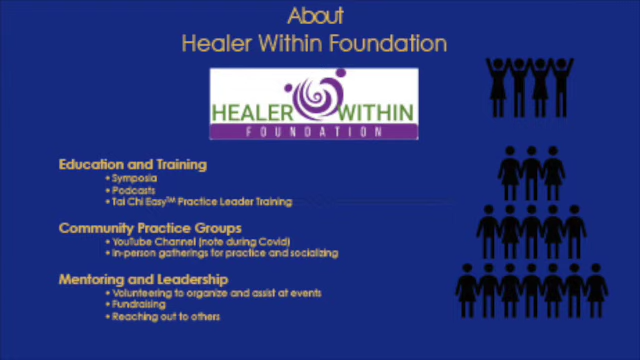 About
Healer Within Foundation
HEALER WITHIN
FOUNDATION
Education and Training
• Symposia
• Podcasts
• Tai Chi Easy™ Practice Leader Training
Community Practice Groups
• YouTube Channel (note during Covid)
• In-person gatherings for practice and socializing
Mentoring and Leadership
• Volunteering to organize and assist at events
• Fundraising
• Reaching out to others